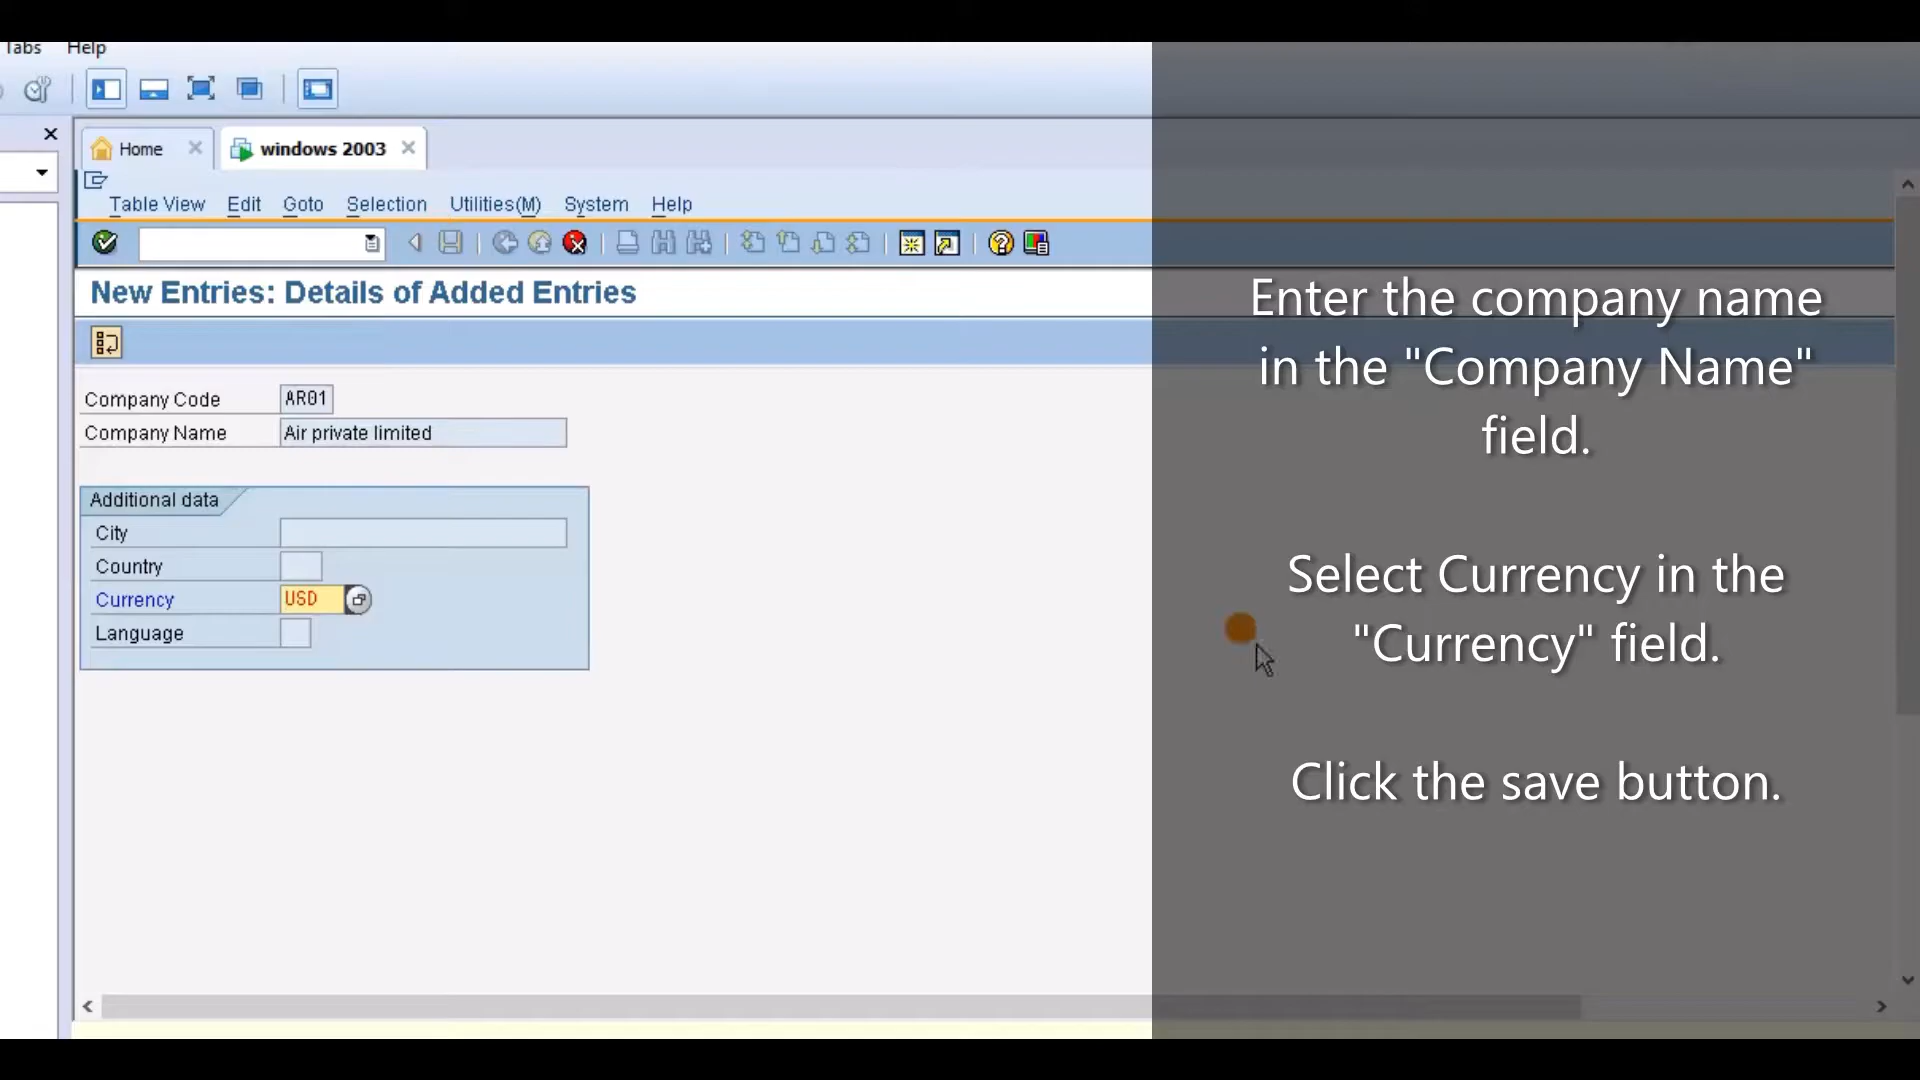 Tabs Help
Home windows 2003
Table View Edit Goto Selection Utilities(M) System Help
New Entries: Details of Added Entries
Company Code AR01
Company Name Air private limited
Additional data
City
Country
Currency USD
Language
Enter the company name
in the "Company Name"
field.
Select Currency in the
"Currency" field.
Click the save button.